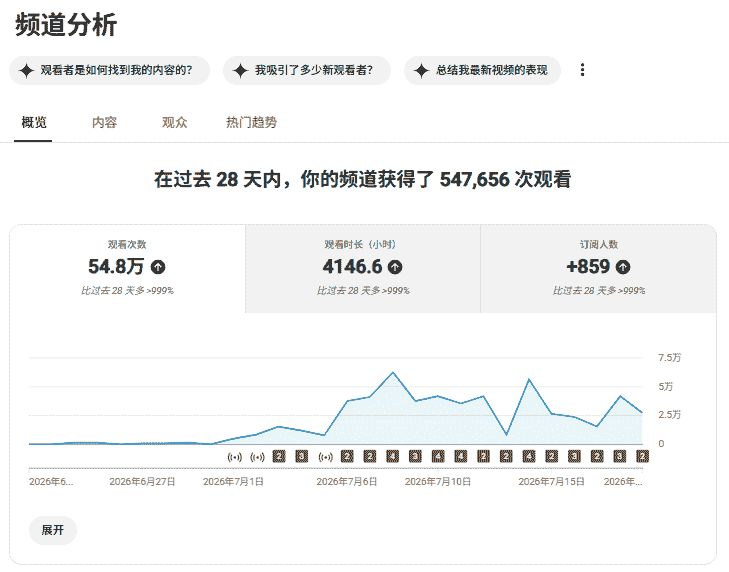 频道分析
观看者是如何找到我的内容的?
我吸引了多少新观看者?
总结我最新视频的表现
概览 内容 观众 热门趋势
在过去 28 天内，你的频道获得了 547,656 次观看
观看次数
54.8万
比过去 28 天多 >999%
观看时长（小时）
4146.6
比过去 28 天多 >999%
订阅人数
+859
比过去 28 天多 >999%
7.5万
5万
2.5万
0
2 3 2 2 4 3 4 4 2 2 4 2 3 2 3
2026年6... 2026年6月27日 2026年7月1日 2026年7月6日 2026年7月10日 2026年7月15日 2026年...
展开